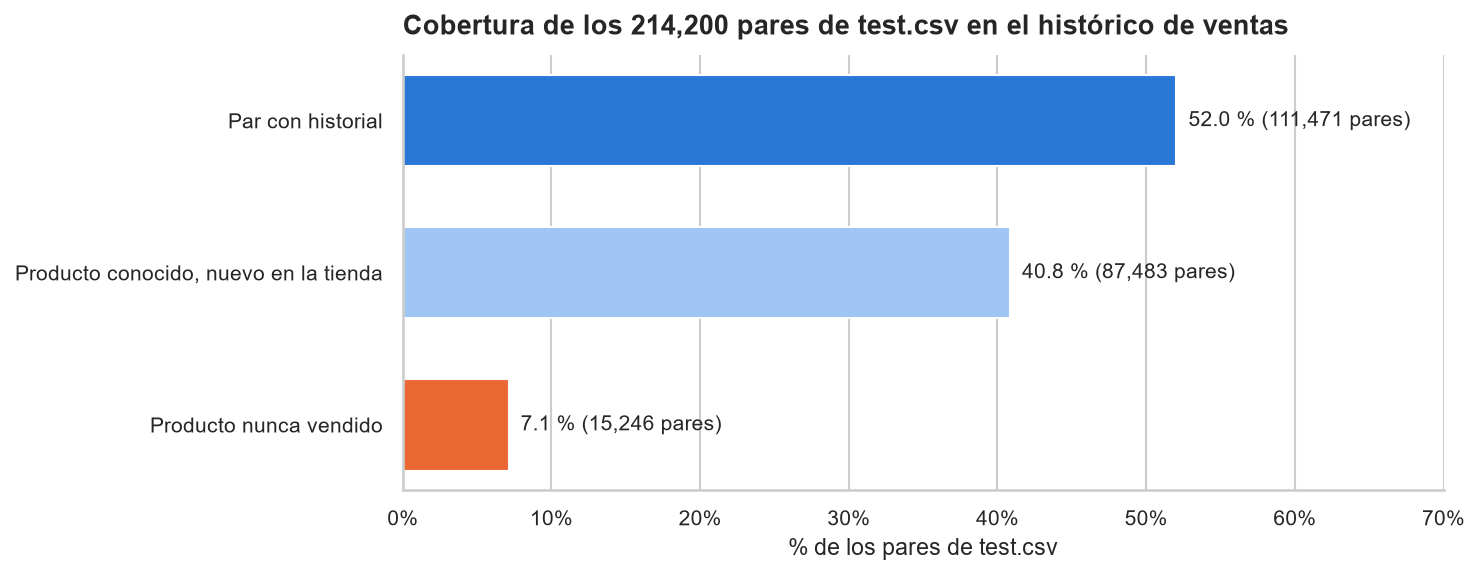 Cobertura de los 214,200 pares de test.csv en el histórico de ventas
Par con historial
52.0 % (111,471 pares)
Producto conocido, nuevo en la tienda
40.8 % (87,483 pares)
Producto nunca vendido
7.1 % (15,246 pares)
0% 10% 20% 30% 40% 50% 60% 70%
% de los pares de test.csv